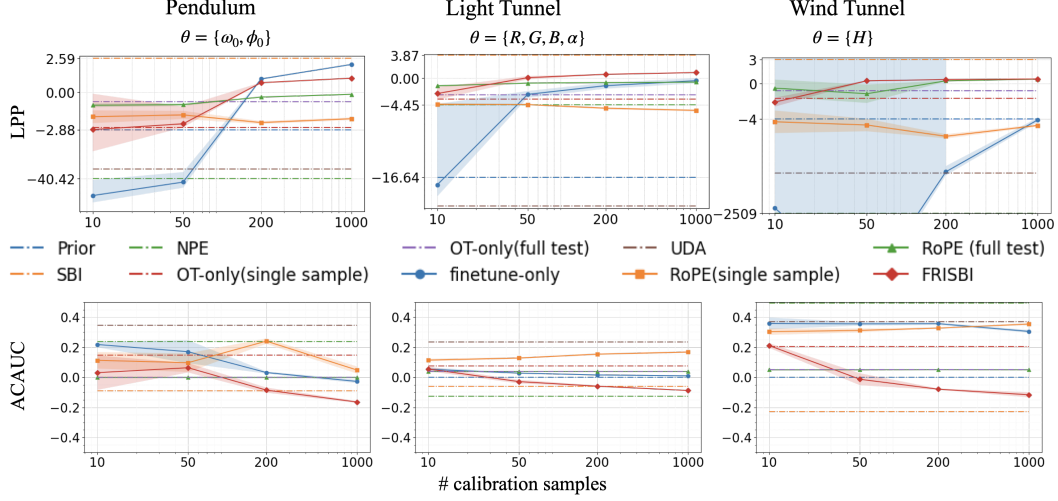 Pendulum
Light Tunnel
Wind Tunnel
θ = {ω₀, ϕ₀}
θ = {R, G, B, α}
θ = {H}
LPP
2.59
0.00
−2.88
−40.42
10
50
200
1000
3.87
0.00
−4.45
−16.64
10
50
200
1000
3
0
−4
−2509
10
50
200
1000
Prior
NPE
OT-only(full test)
UDA
RoPE (full test)
SBI
OT-only(single sample)
finetune-only
RoPE(single sample)
FRISBI
ACAUC
0.4
0.2
0.0
−0.2
−0.4
10
50
200
1000
0.4
0.2
0.0
−0.2
−0.4
10
50
200
1000
0.4
0.2
0.0
−0.2
−0.4
10
50
200
1000
# calibration samples